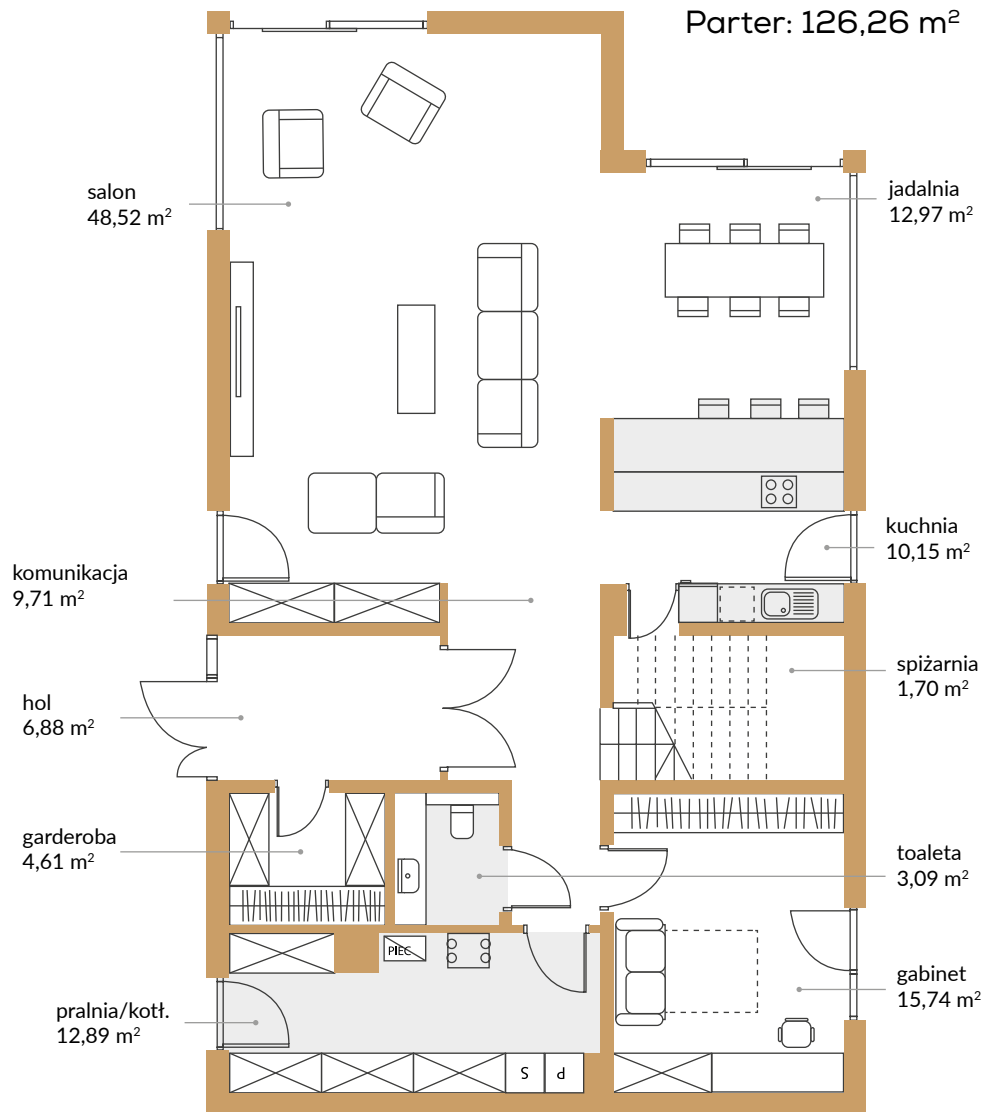 Parter: 126,26 m²
salon
48,52 m²
jadalnia
12,97 m²
kuchnia
10,15 m²
komunikacja
9,71 m²
spiżarnia
1,70 m²
hol
6,88 m²
garderoba
4,61 m²
toaleta
3,09 m²
PIEC
gabinet
15,74 m²
pralnia/kotł.
12,89 m²
S P